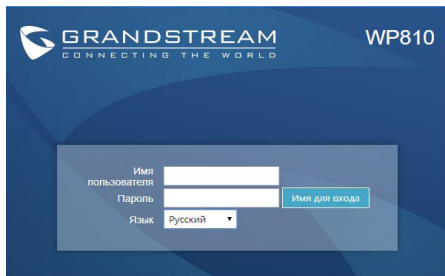 GRANDSTREAM
CONNECTING THE WORLD
WP810
Имя
пользователя
Пароль
Имя для входа
Язык
Русский